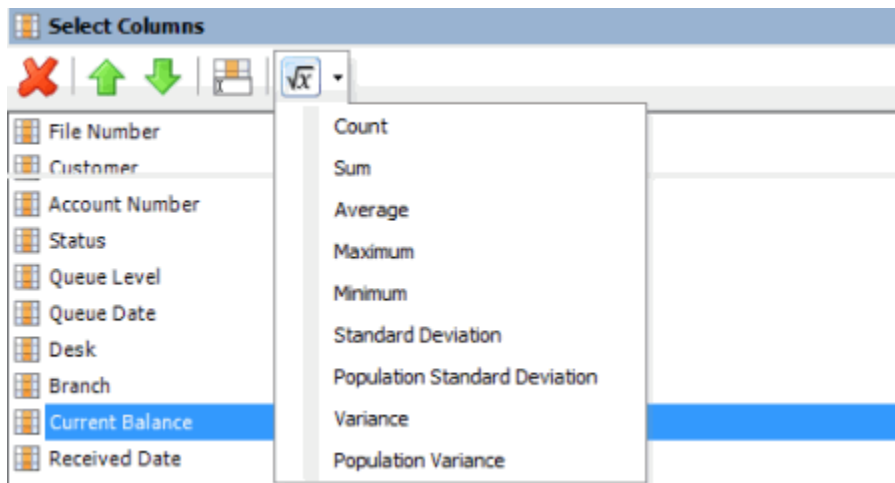 Select Columns
√x
File Number
Customer
Account Number
Status
Queue Level
Queue Date
Desk
Branch
Current Balance
Received Date
Count
Sum
Average
Maximum
Minimum
Standard Deviation
Population Standard Deviation
Variance
Population Variance